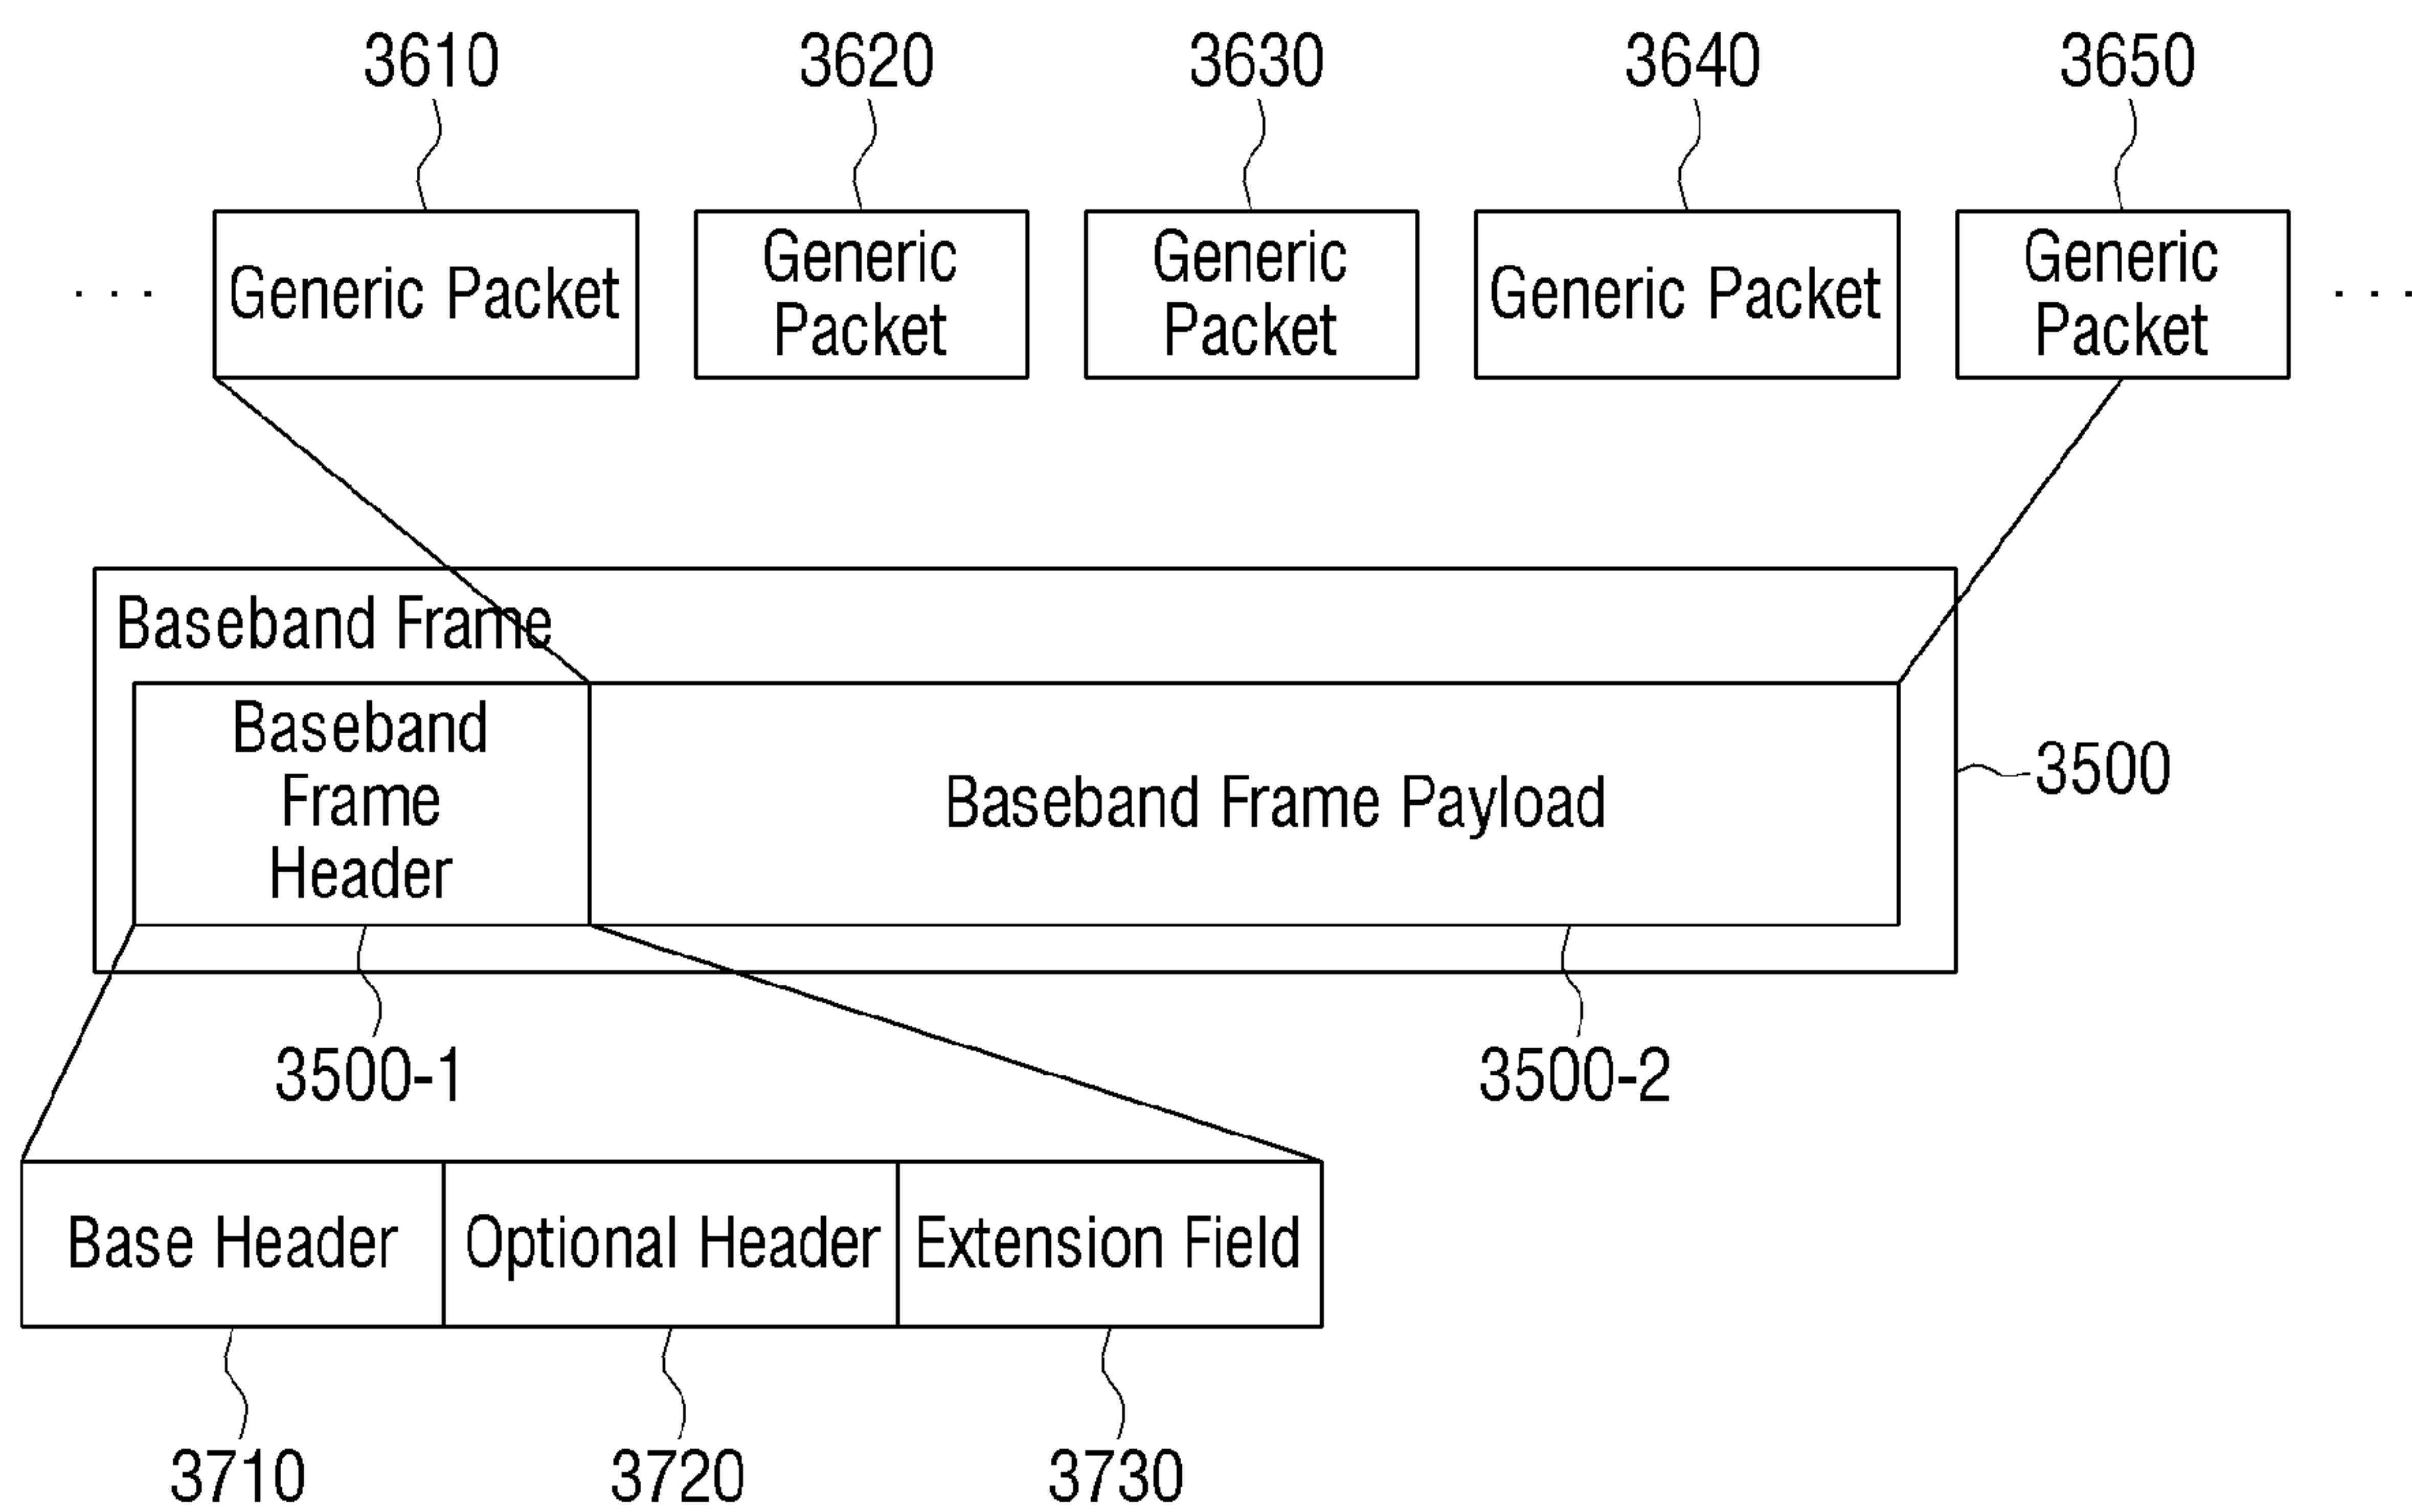 3610 3620 3630 3640 3650
. . . Generic Packet Generic Packet Generic Packet Generic Packet Generic Packet . . .
Baseband Frame
Baseband
Frame
Header
Baseband Frame Payload
3500
3500-1 3500-2
Base Header Optional Header Extension Field
3710 3720 3730